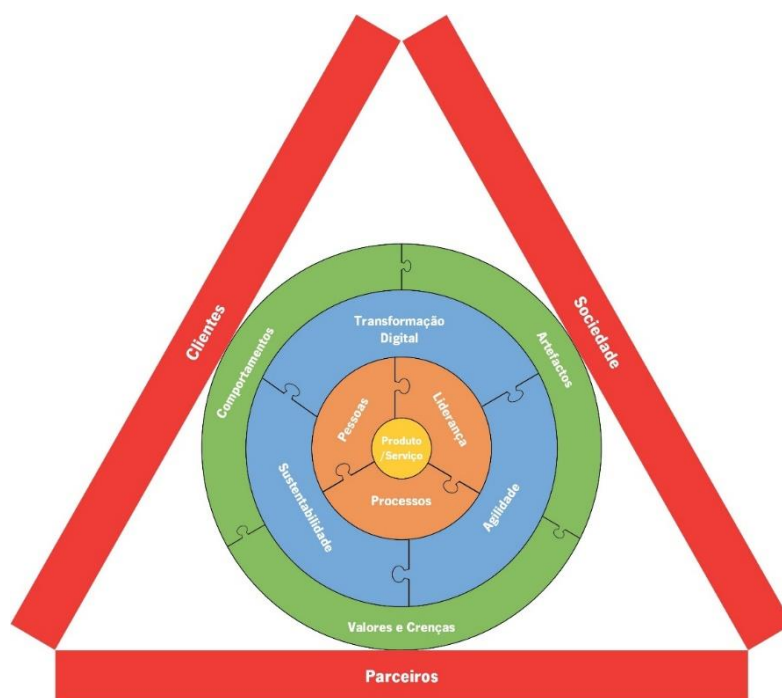 Clientes
Sociedade
Transformação
Digital
Comportamentos
Artefactos
Pessoas
Liderança
Produto
/Serviço
Sustentabilidade
Processos
Agilidade
Valores e Crenças
Parceiros